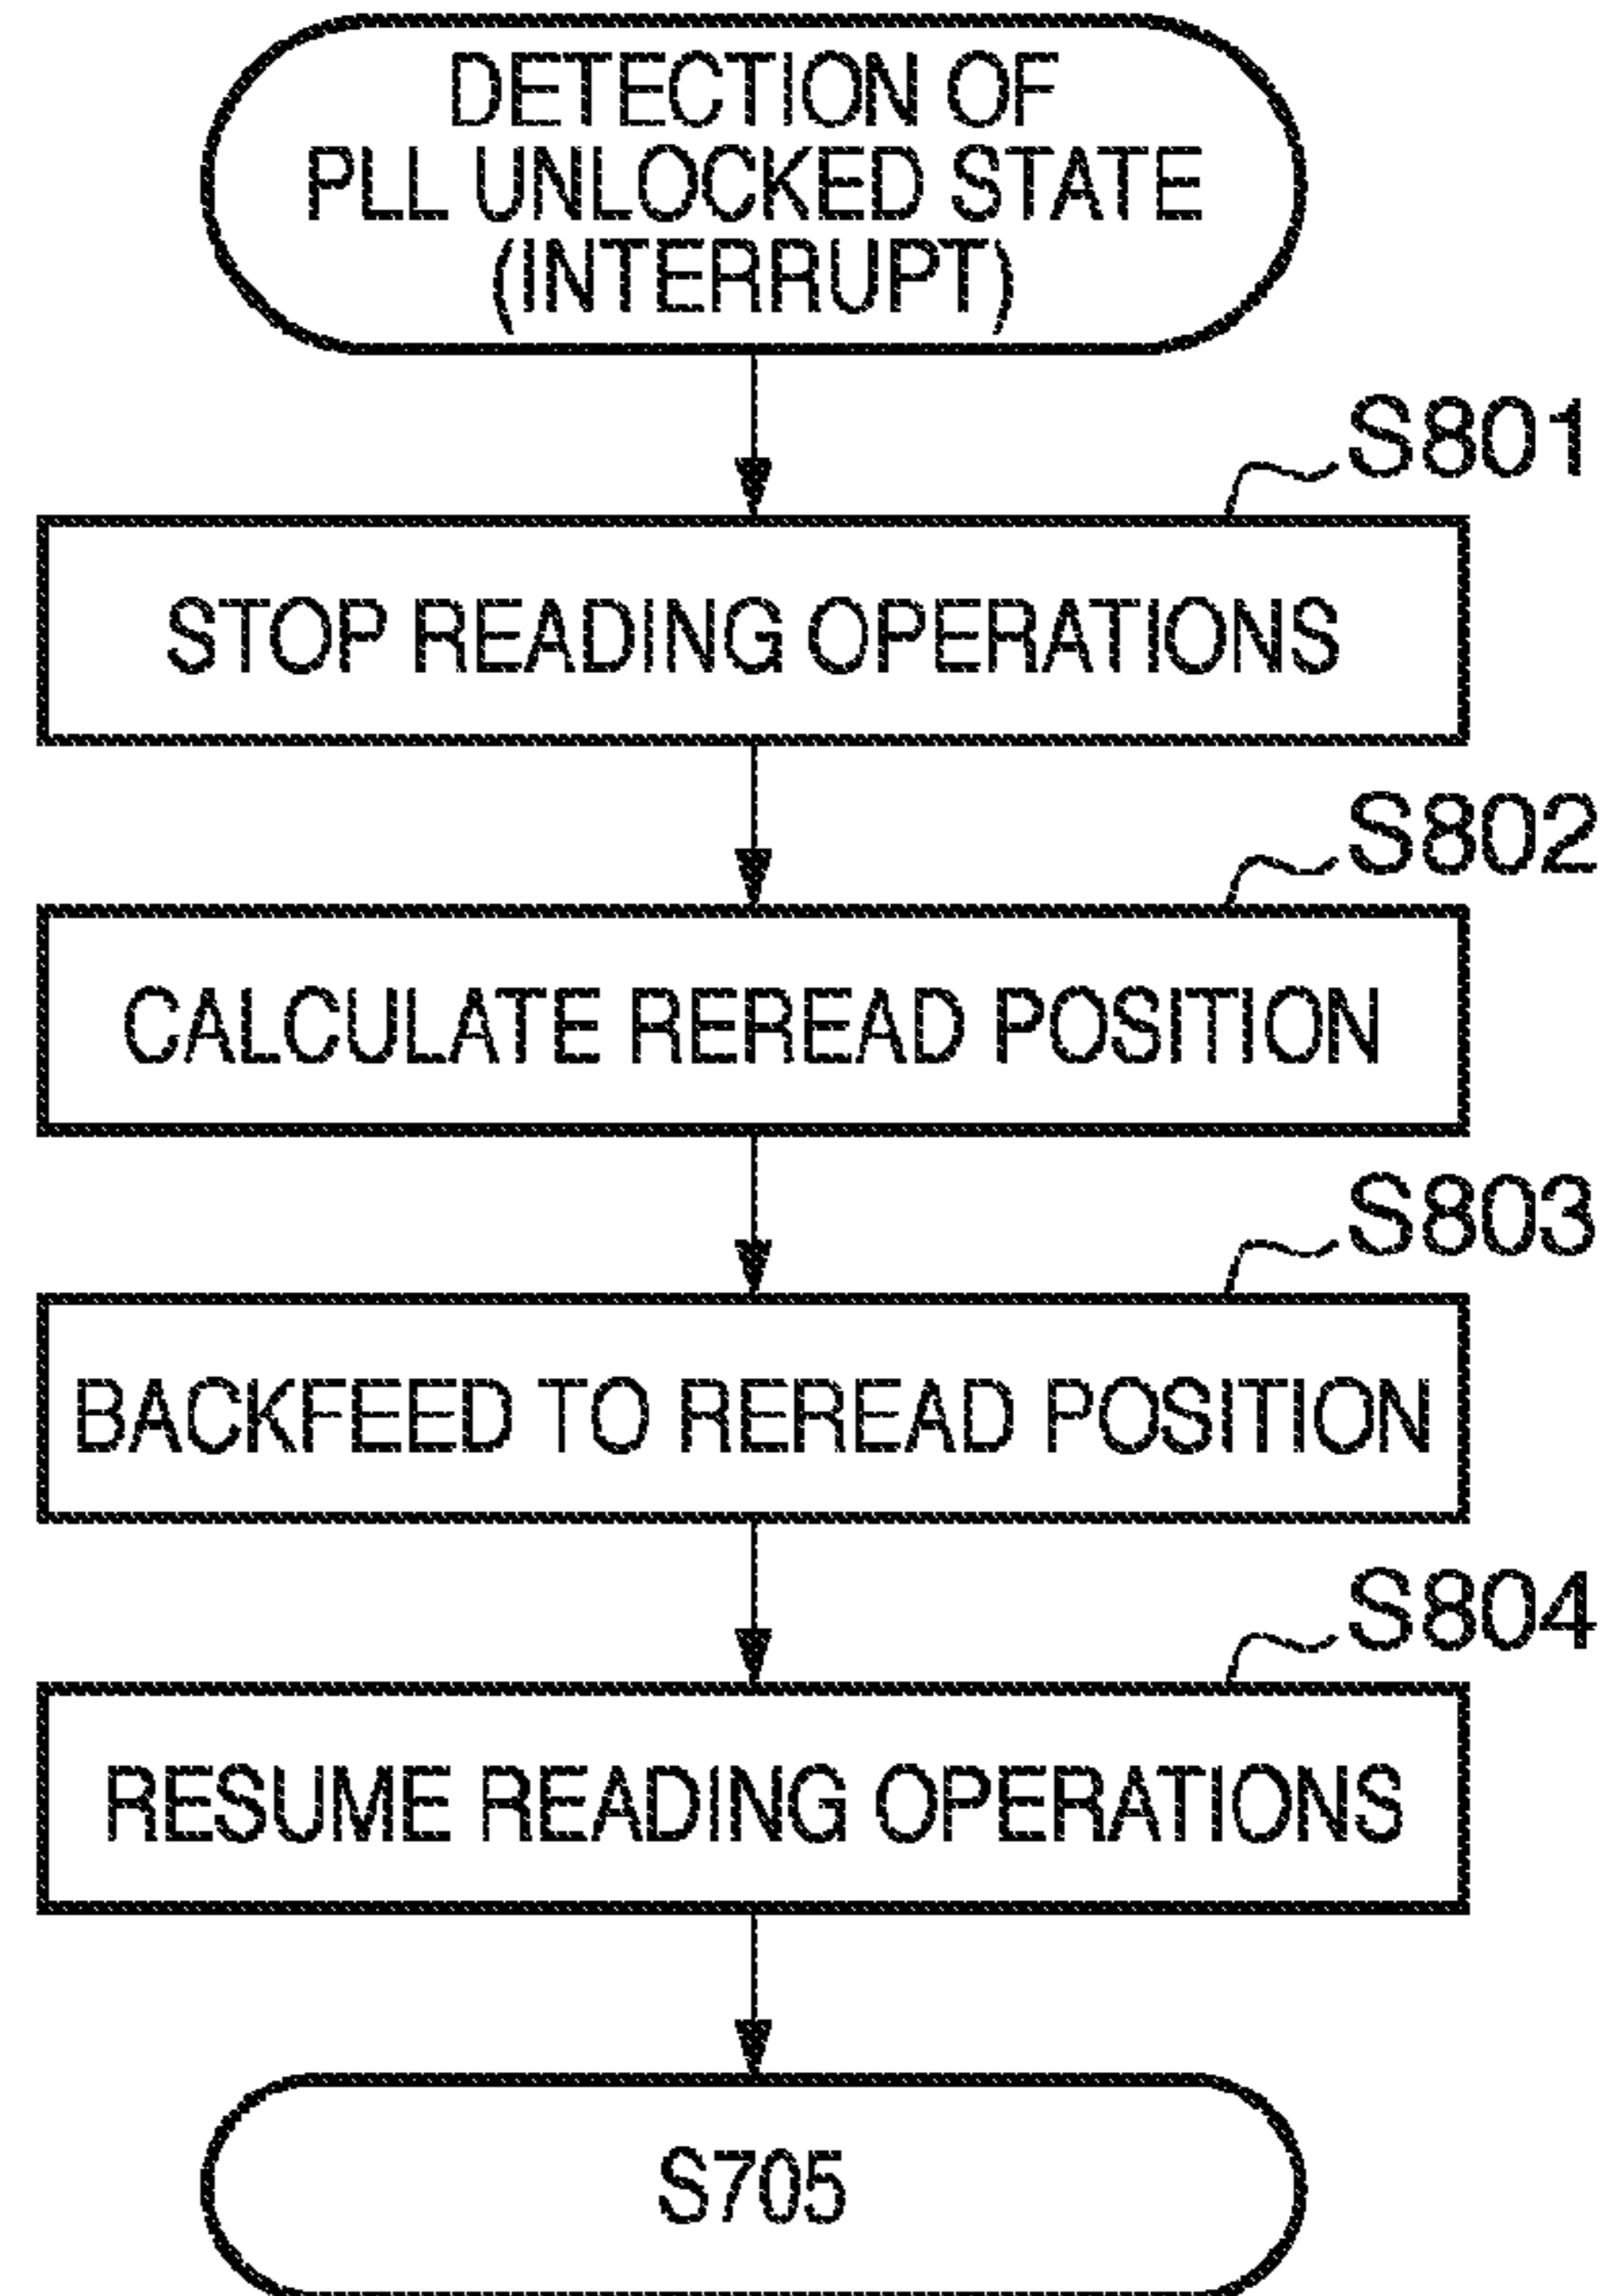 DETECTION OF
PLL UNLOCKED STATE
(INTERRUPT)
S801
STOP READING OPERATIONS
S802
CALCULATE REREAD POSITION
S803
BACKFEED TO REREAD POSITION
S804
RESUME READING OPERATIONS
S705